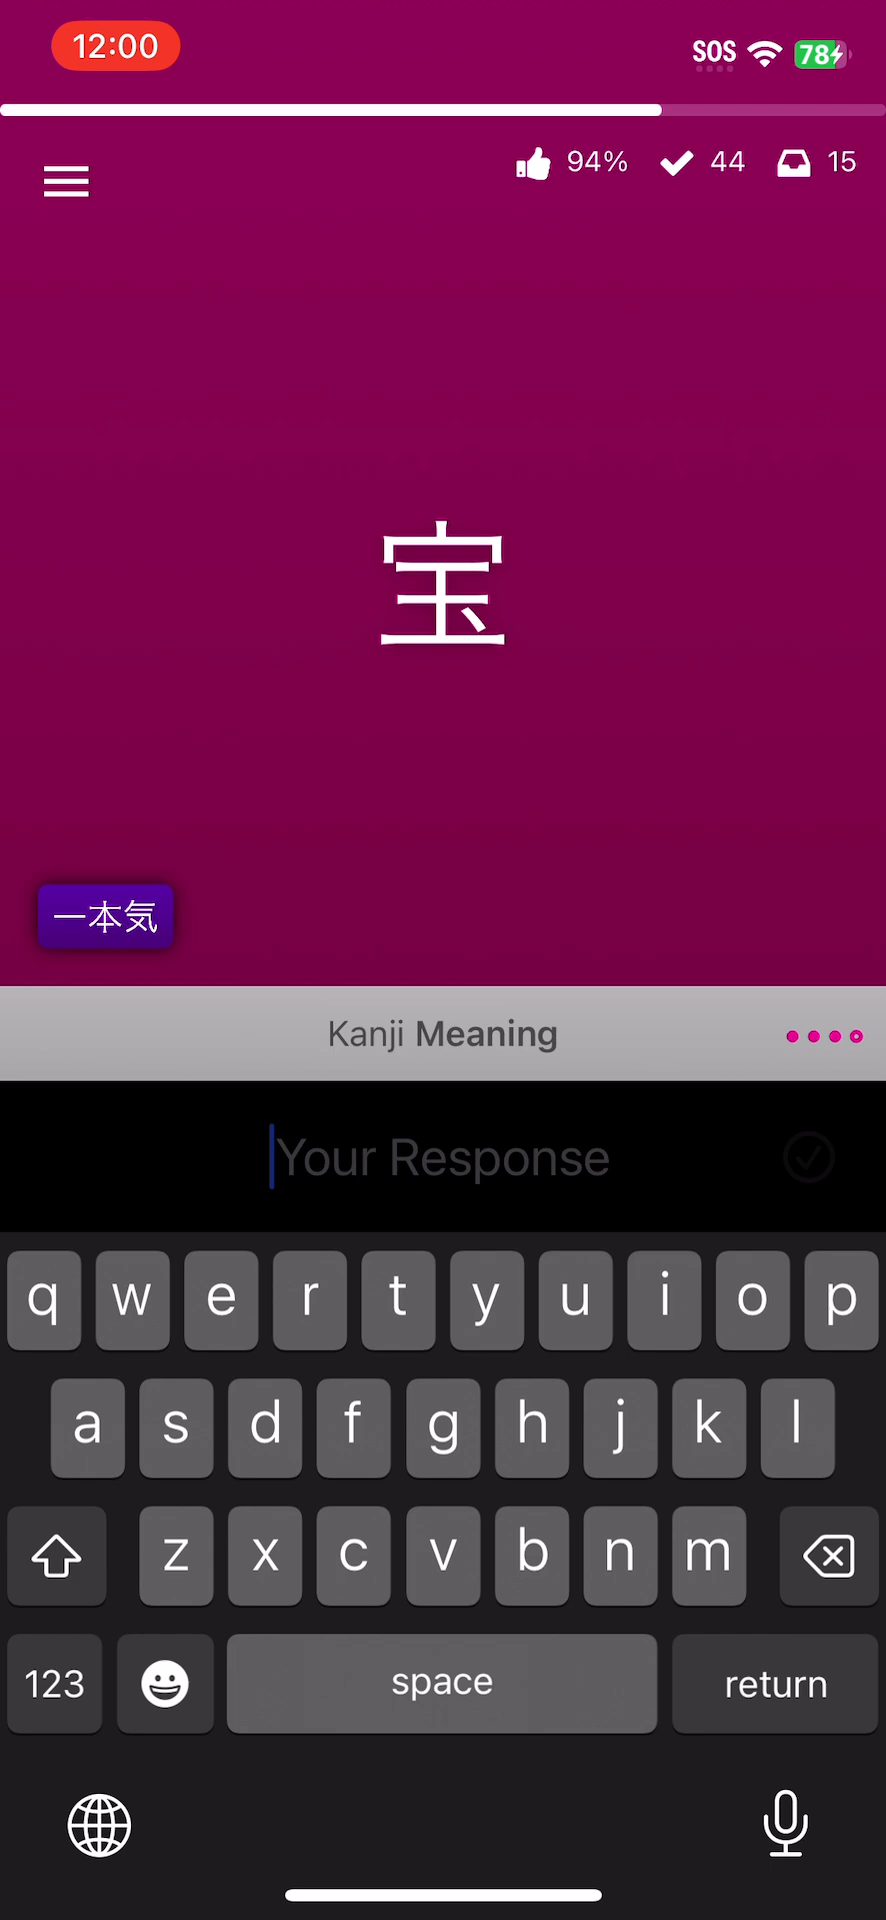 12:00 SOS 78
94% 44 15
宝
一本気
Kanji Meaning
Your Response
q w e r t y u i o p
a s d f g h j k l
z x c v b n m
123 space return